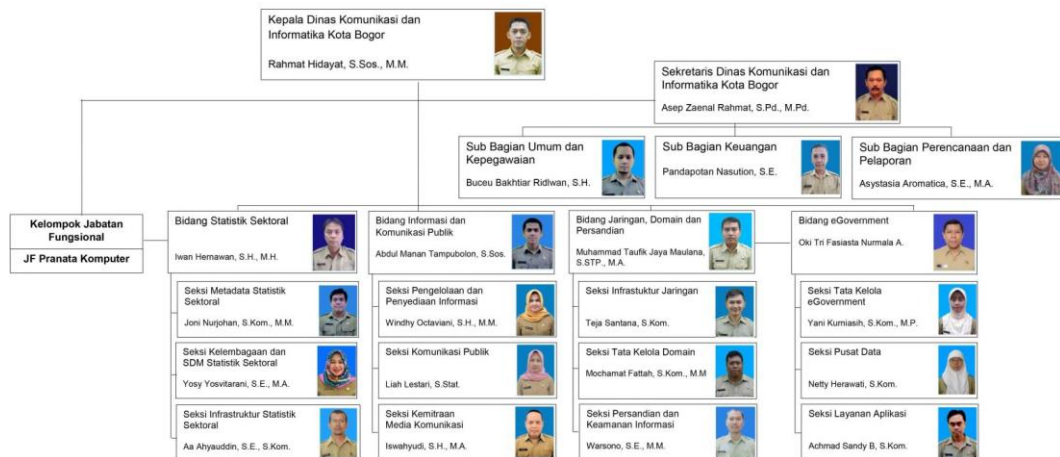 Kepala Dinas Komunikasi dan
Informatika Kota Bogor
Rahmat Hidayat, S.Sos., M.M.
Sekretaris Dinas Komunikasi dan
Informatika Kota Bogor
Asep Zaenal Rahmat, S.Pd., M.Pd.
Sub Bagian Umum dan
Kepegawaian
Buceu Bakhtiar Ridlwan, S.H.
Sub Bagian Keuangan
Pandapotan Nasution, S.E.
Sub Bagian Perencanaan dan
Pelaporan
Asystasia Aromatica, S.E., M.A.
Kelompok Jabatan
Fungsional
JF Pranata Komputer
Bidang Statistik Sektoral
Iwan Hernawan, S.H., M.H.
Bidang Informasi dan
Komunikasi Publik
Abdul Manan Tampubolon, S.Sos.
Bidang Jaringan, Domain dan
Persandian
Muhammad Taufik Jaya Maulana,
S.STP., M.A.
Bidang eGovernment
Oki Tri Fasiasta Nurmala A.
Seksi Metadata Statistik
Sektoral
Joni Nurjohan, S.Kom., M.M.
Seksi Pengelolaan dan
Penyediaan Informasi
Windhy Octaviani, S.H., M.M.
Seksi Infrastuktur Jaringan
Teja Santana, S.Kom.
Seksi Tata Kelola
eGovernment
Yani Kurniasih, S.Kom., M.P.
Seksi Kelembagaan dan
SDM Statistik Sektoral
Yosy Yosvitarani, S.E., M.A.
Seksi Komunikasi Publik
Liah Lestari, S.Stat.
Seksi Tata Kelola Domain
Mochamat Fattah, S.Kom., M.M
Seksi Pusat Data
Netty Herawati, S.Kom.
Seksi Infrastruktur Statistik
Sektoral
Aa Ahyauddin, S.E., S.Kom.
Seksi Kemitraan
Media Komunikasi
Iswahyudi, S.H., M.A.
Seksi Persandian dan
Keamanan Informasi
Warsono, S.E., M.M.
Seksi Layanan Aplikasi
Achmad Sandy B, S.Kom.